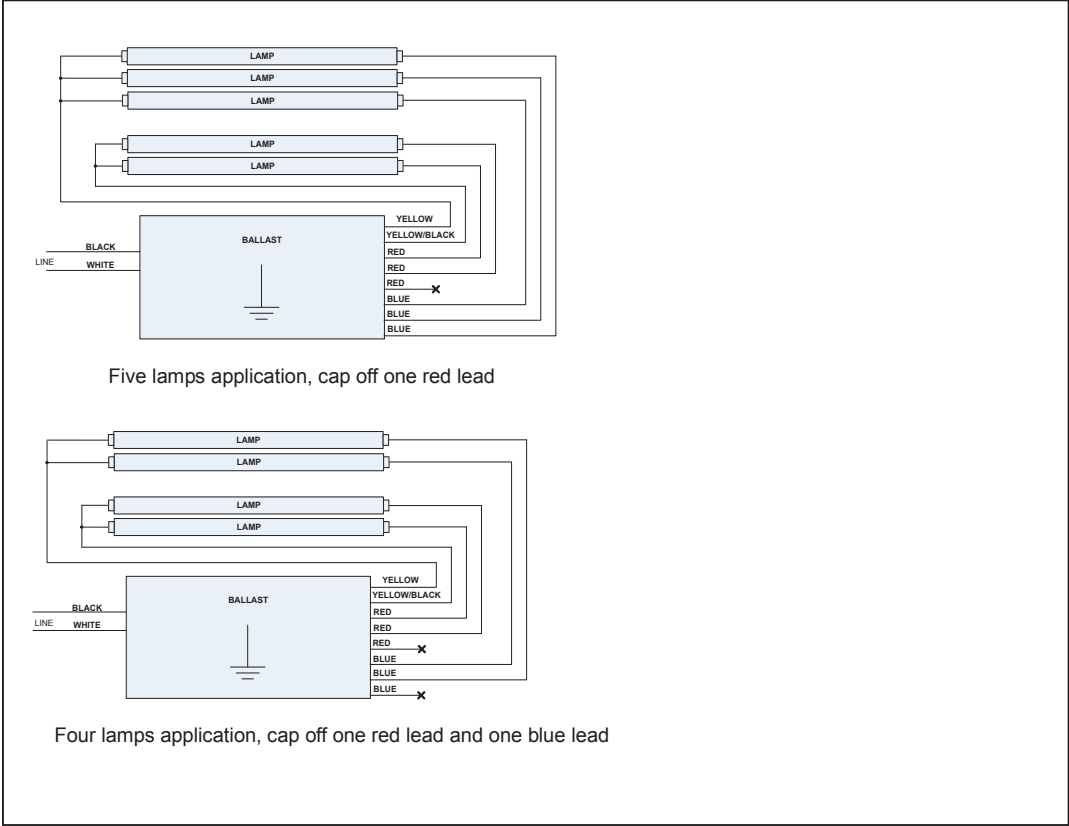 LAMP
LAMP
LAMP
LAMP
LAMP
YELLOW
YELLOW/BLACK
BALLAST
BLACK
RED
LINE
WHITE
RED
RED
BLUE
BLUE
BLUE
Five lamps application, cap off one red lead
LAMP
LAMP
LAMP
LAMP
YELLOW
YELLOW/BLACK
BALLAST
BLACK
RED
LINE
WHITE
RED
RED
BLUE
BLUE
BLUE
Four lamps application, cap off one red lead and one blue lead